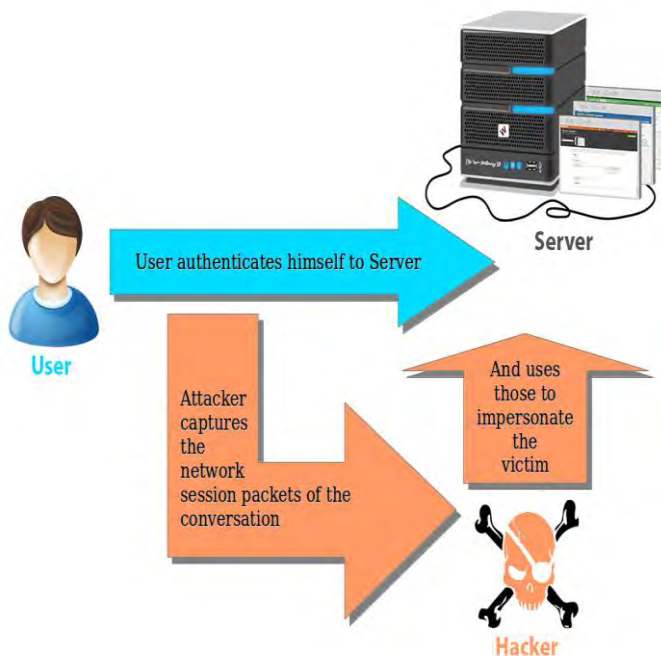 Server
User authenticates himself to Server
User
Attacker
captures
the
network
session packets of the
conversation
And uses
those to
impersonate
the
victim
Hacker